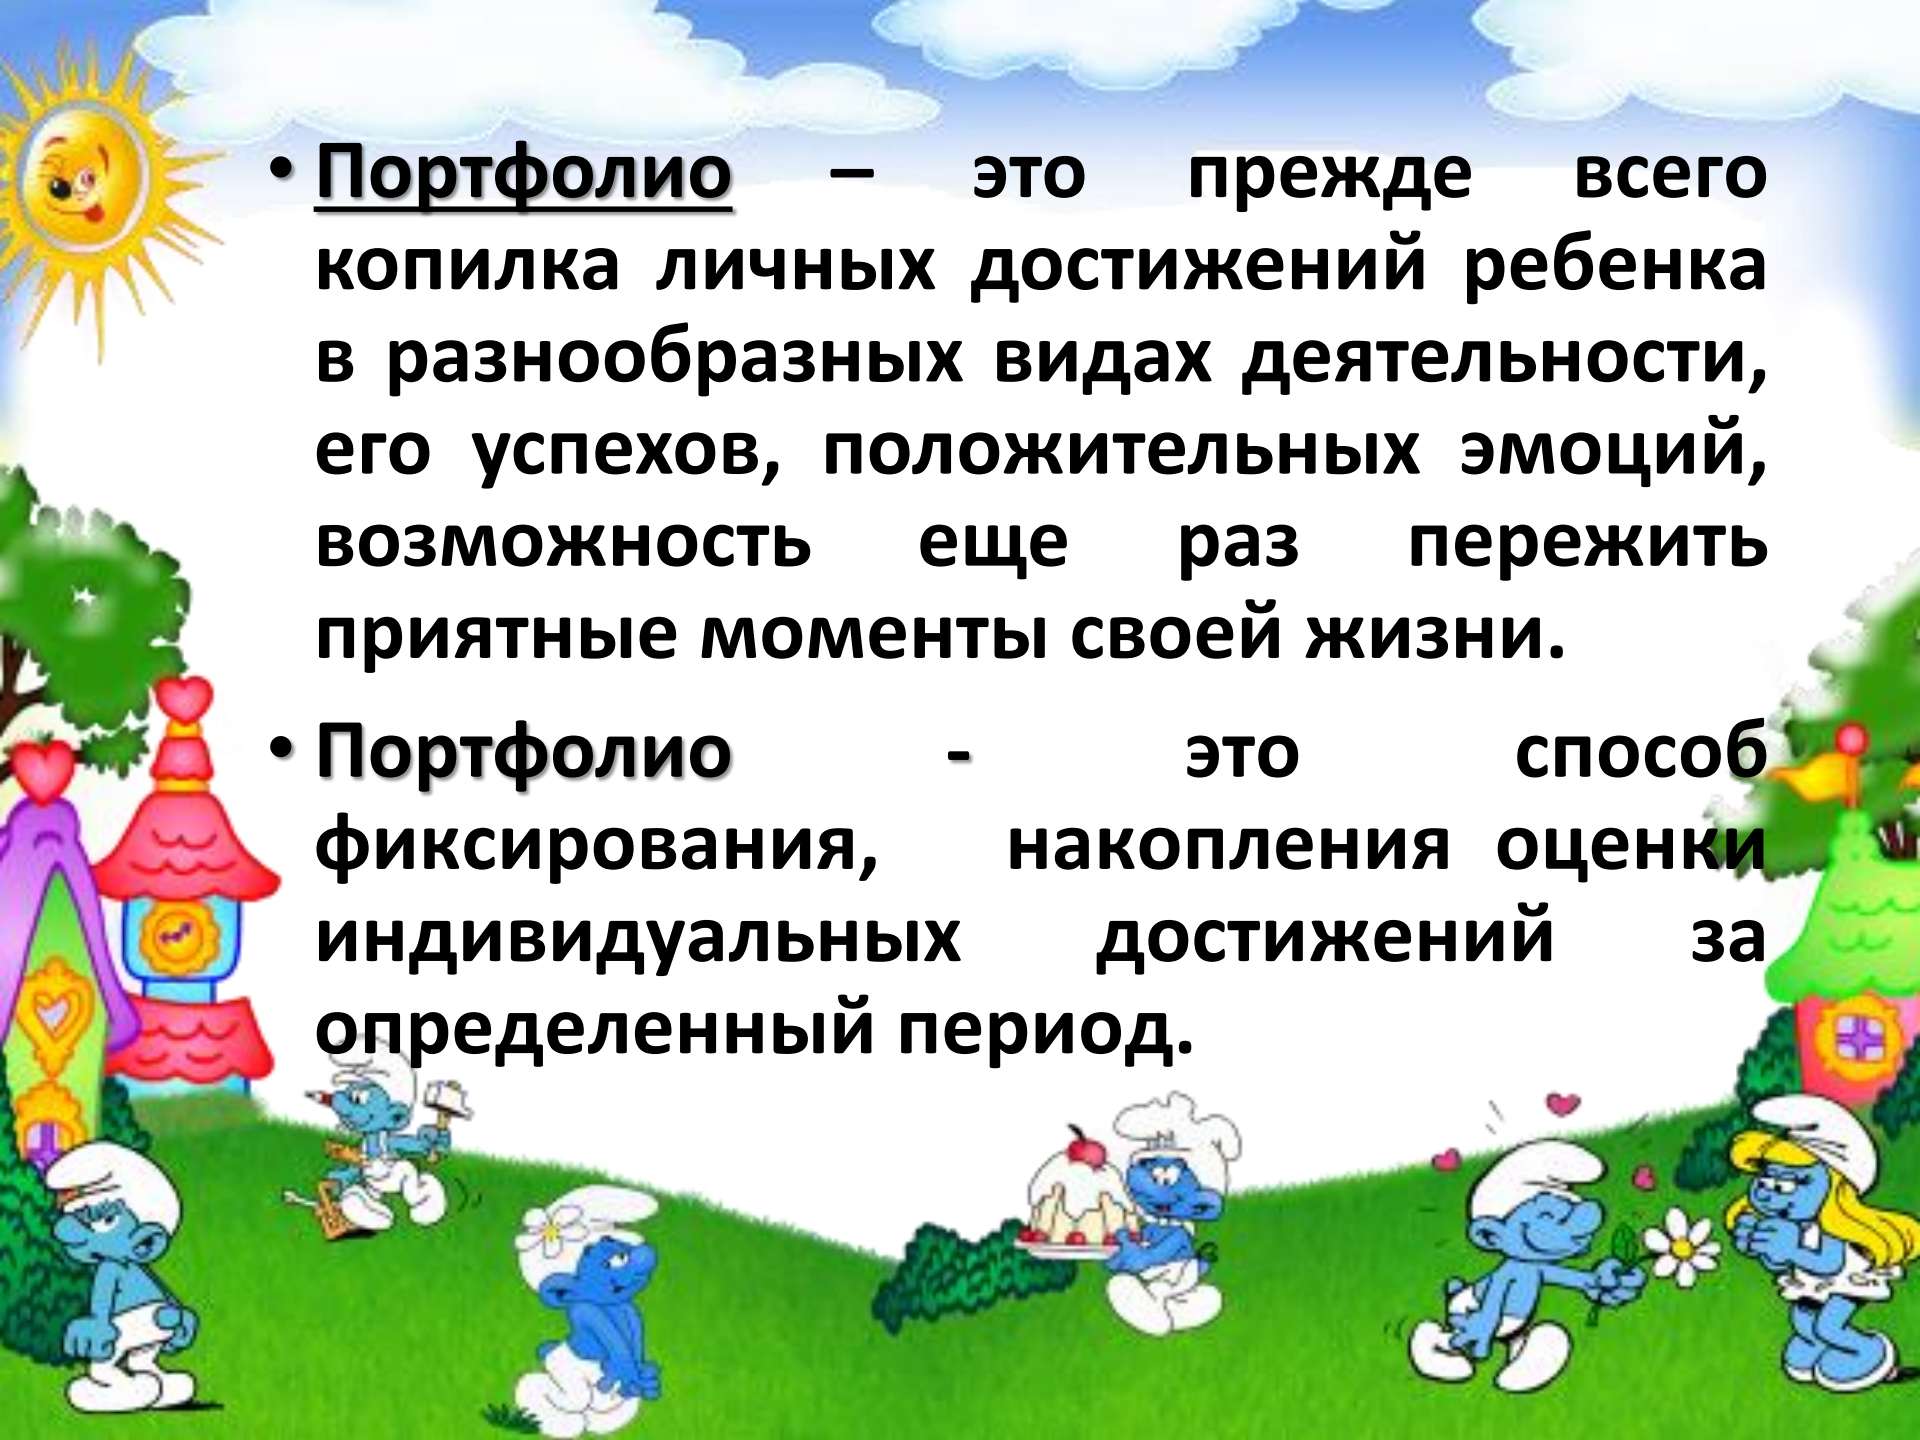 • Портфолио – это прежде всего
копилка личных достижений ребенка
в разнообразных видах деятельности,
его успехов, положительных эмоций,
возможность еще раз пережить
приятные моменты своей жизни.
• Портфолио - это способ
фиксирования, накопления оценки
индивидуальных достижений за
определенный период.